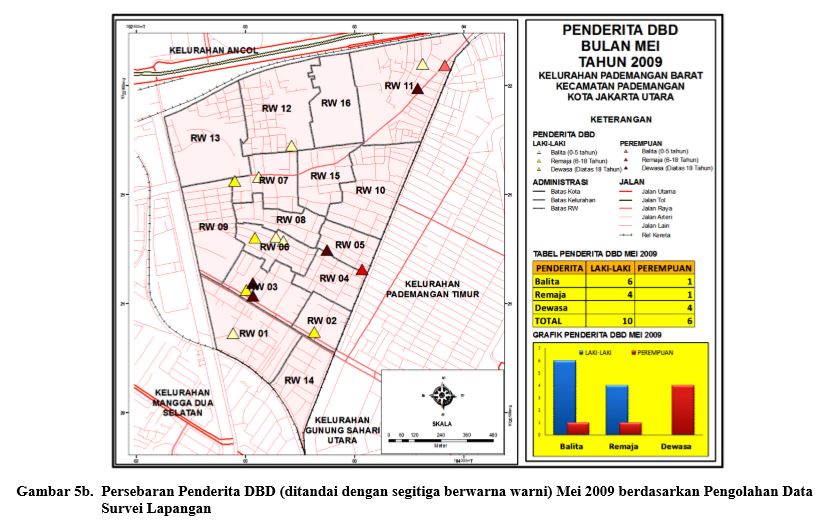 KELURAHAN ANCOL
RW 11
RW 16
RW 12
RW 13
RW 15
RW 07
RW 10
RW 08
RW 09
RW 06
RW 05
RW 04
RW 03
KELURAHAN
PADEMANGAN TIMUR
RW 02
RW 01
RW 14
KELURAHAN
MANGGA DUA
SELATAN
KELURAHAN
GUNUNG SAHARI
UTARA
SKALA
0 60 120 240 360 480
Meter
PENDERITA DBD
BULAN MEI
TAHUN 2009
KELURAHAN PADEMANGAN BARAT
KECAMATAN PADEMANGAN
KOTA JAKARTA UTARA
KETERANGAN
PENDERITA DBD
LAKI-LAKI
Balita (0-5 tahun)
Remaja (6-18 Tahun)
Dewasa (Diatas 18 Tahun)
PEREMPUAN
Balita (0-5 tahun)
Remaja (6-18 Tahun)
Dewasa (Diatas 18 Tahun)
ADMINISTRASI
Batas Kota
Batas Kelurahan
Batas RW
JALAN
Jalan Utama
Jalan Tol
Jalan Raya
Jalan Arteri
Jalan Lain
Rel Kereta
TABEL PENDERITA DBD MEI 2009
PENDERITA LAKI-LAKI PEREMPUAN
Balita 6 1
Remaja 4 1
Dewasa 4
TOTAL 10 6
GRAFIK PENDERITA DBD MEI 2009
LAKI-LAKI PEREMPUAN
7
6
5
4
3
2
1
0
Balita Remaja Dewasa
Gambar 5b. Persebaran Penderita DBD (ditandai dengan segitiga berwarna warni) Mei 2009 berdasarkan Pengolahan Data
Survei Lapangan